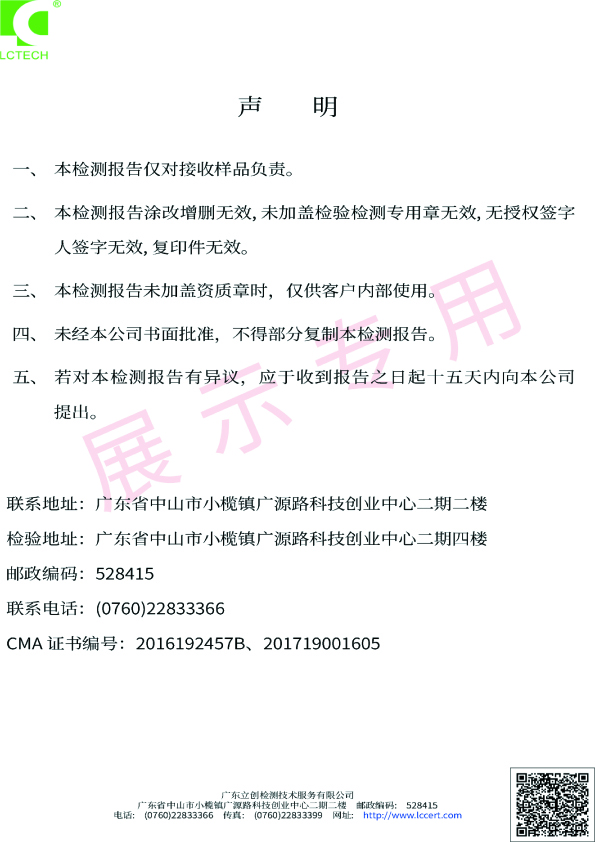 LCTECH ®
声 明
一、 本检测报告仅对接收样品负责。
二、 本检测报告涂改增删无效, 未加盖检验检测专用章无效, 无授权签字
人签字无效, 复印件无效。
三、 本检测报告未加盖资质章时, 仅供客户内部使用。
四、 未经本公司书面批准, 不得部分复制本检测报告。
五、 若对本检测报告有异议, 应于收到报告之日起十五天内向本公司
提出。
展示专用
联系地址: 广东省中山市小榄镇广源路科技创业中心二期二楼
检验地址: 广东省中山市小榄镇广源路科技创业中心二期四楼
邮政编码: 528415
联系电话: (0760)22833366
CMA 证书编号: 2016192457B、201719001605
广东立创检测技术服务有限公司
广东省中山市小榄镇广源路科技创业中心二期二楼 邮政编码: 528415
电话: (0760)22833366 传真: (0760)22833399 网址: http://www.lccert.com